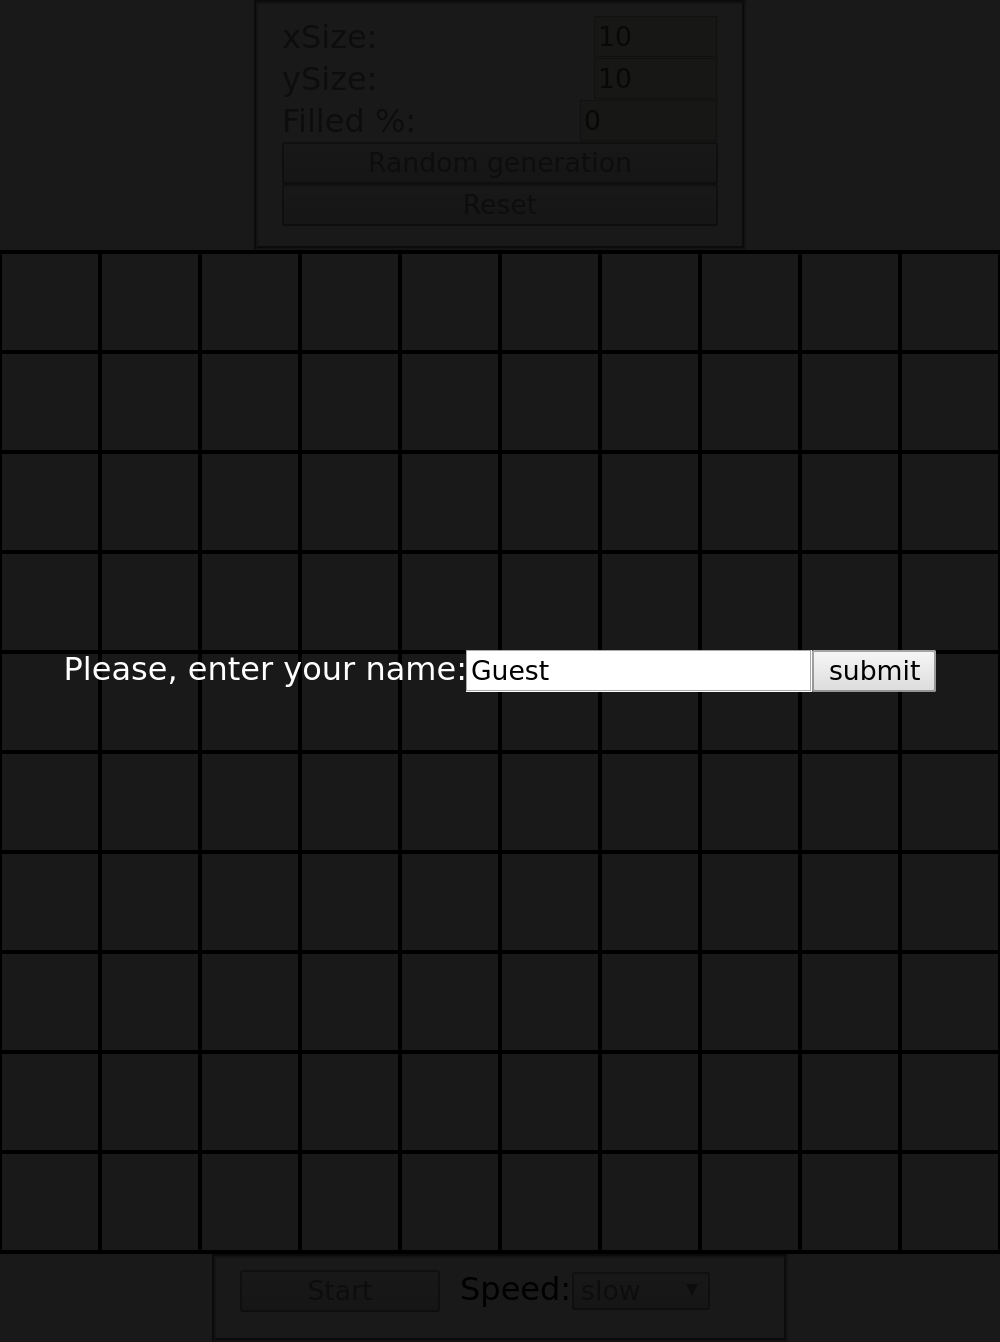 xSize: 10
ySize: 10
Filled %: 0
Random generation
Reset
Please, enter your name: Guest submit
Start Speed: slow